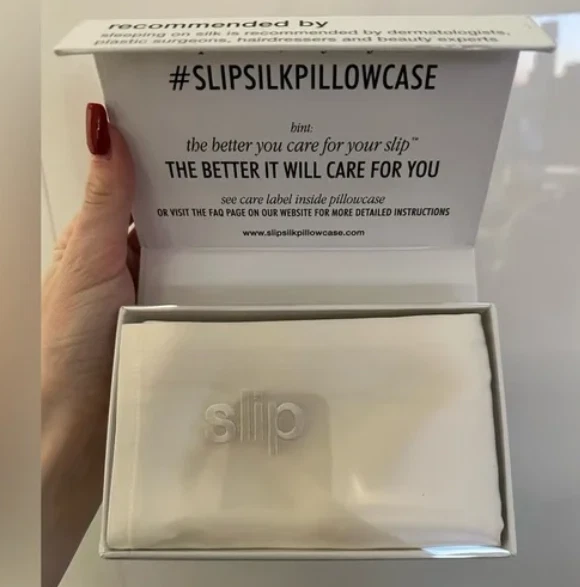 recommended by
sleeping on silk is recommended by dermatologists,
plastic surgeons, hairdressers and beauty experts
#SLIPSILKPILLOWCASE
hint:
the better you care for your slip™
THE BETTER IT WILL CARE FOR YOU
see care label inside pillowcase
OR VISIT THE FAQ PAGE ON OUR WEBSITE FOR MORE DETAILED INSTRUCTIONS
www.slipsilkpillowcase.com
slip